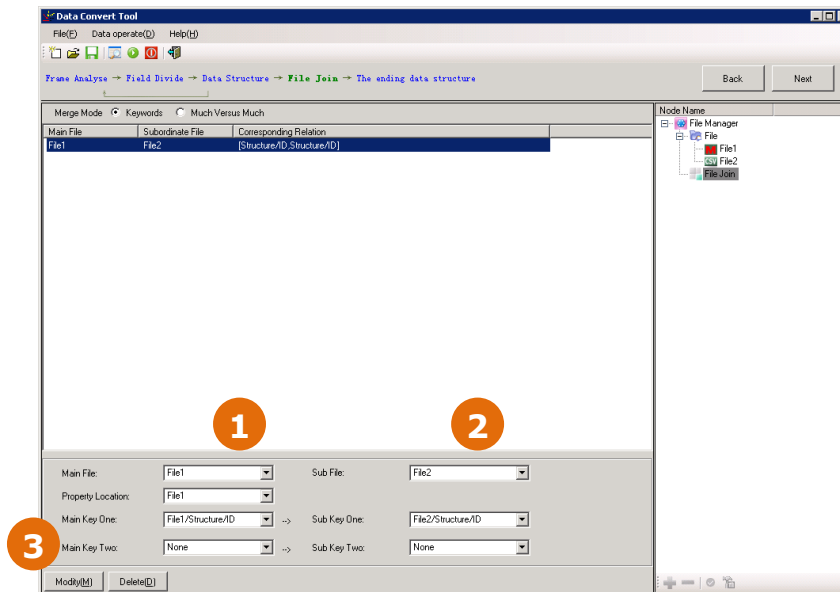 Data Convert Tool
File(F) Data operate(D) Help(H)
Frame Analyse → Field Divide → Data Structure → File Join → The ending data structure
Back Next
Merge Mode Keywords Much Versus Much
Main File Subordinate File Corresponding Relation
File1 File2 [Structure/ID,Structure/ID]
Node Name
File Manager
File
File1
CSV File2
File Join
1 2
Main File: File1 Sub File: File2
Property Location: File1
Main Key One: File1/Structure/ID --> Sub Key One: File2/Structure/ID
3
Main Key Two: None --> Sub Key Two: None
Modify(M) Delete(D)